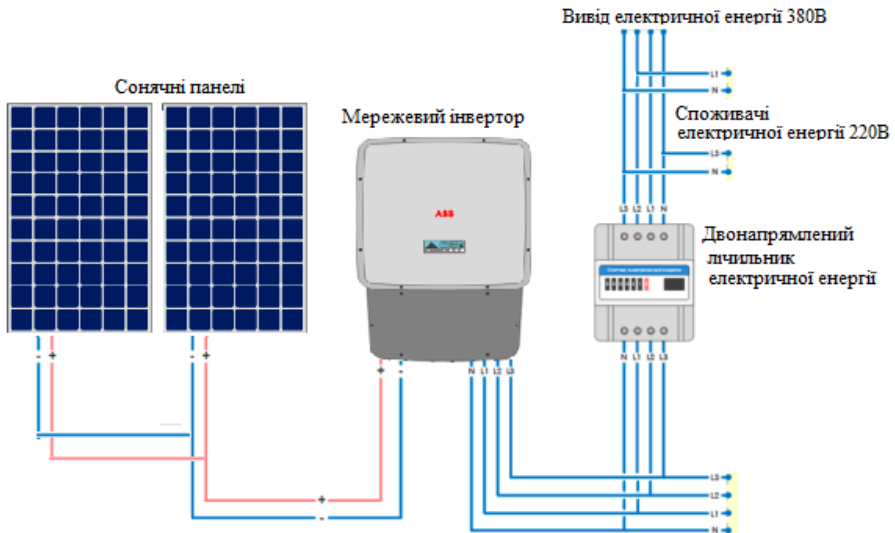 Вивід електричної енергії 380В
L1
N
Сонячні панелі
Мережевий інвертор
Споживачі
електричної енергії 220В
L3
N
ABB
L3 L2 L1 N
Двонапрямлений
лічильник
електричної енергії
- +
- +
+ -
N L1 L2 L3
N L1 L2 L3
L3
L2
+
L1
-
N